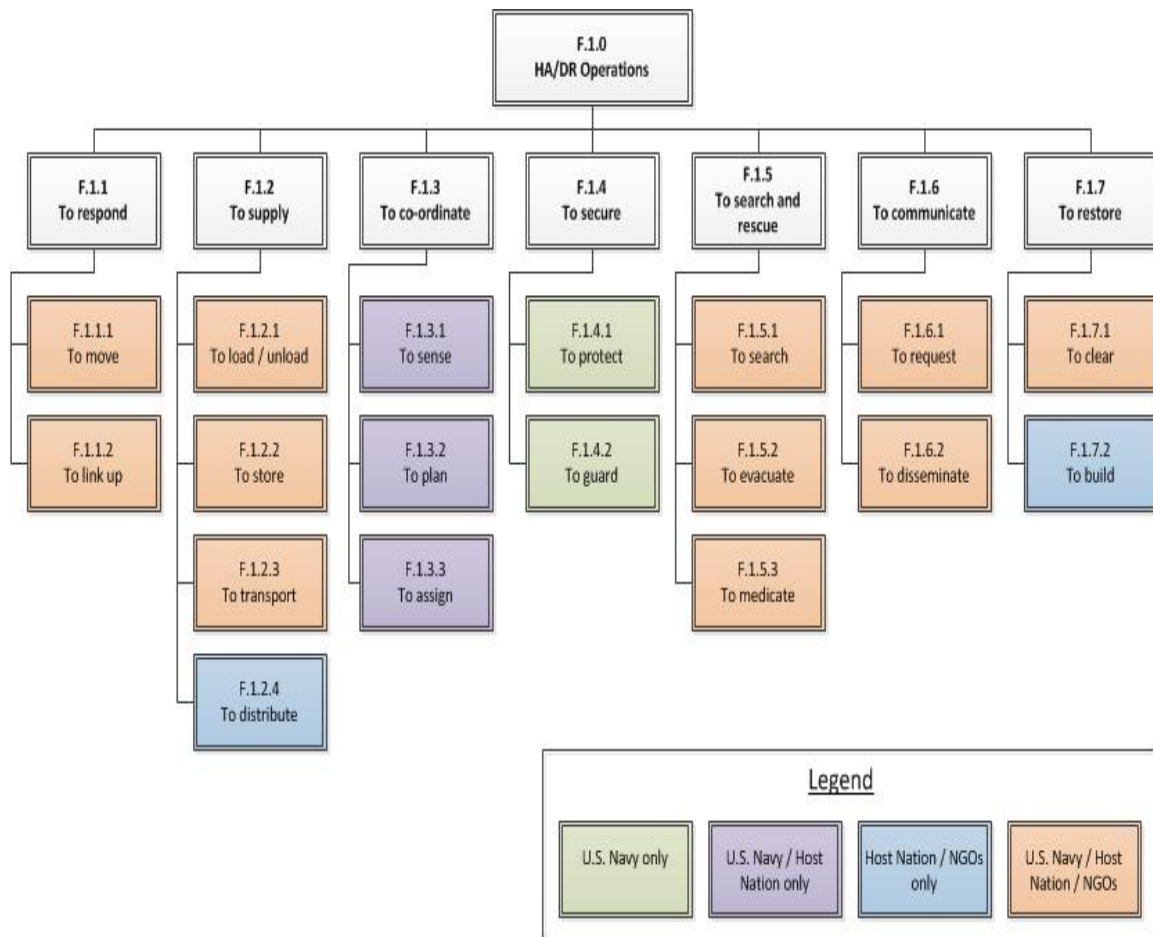 F.1.0
HA/DR Operations
F.1.1
To respond
F.1.2
To supply
F.1.3
To co-ordinate
F.1.4
To secure
F.1.5
To search and
rescue
F.1.6
To communicate
F.1.7
To restore
F.1.1.1
To move
F.1.2.1
To load / unload
F.1.3.1
To sense
F.1.4.1
To protect
F.1.5.1
To search
F.1.6.1
To request
F.1.7.1
To clear
F.1.1.2
To link up
F.1.2.2
To store
F.1.3.2
To plan
F.1.4.2
To guard
F.1.5.2
To evacuate
F.1.6.2
To disseminate
F.1.7.2
To build
F.1.2.3
To transport
F.1.3.3
To assign
F.1.5.3
To medicate
F.1.2.4
To distribute
Legend
U.S. Navy only
U.S. Navy / Host
Nation only
Host Nation / NGOs
only
U.S. Navy / Host
Nation / NGOs